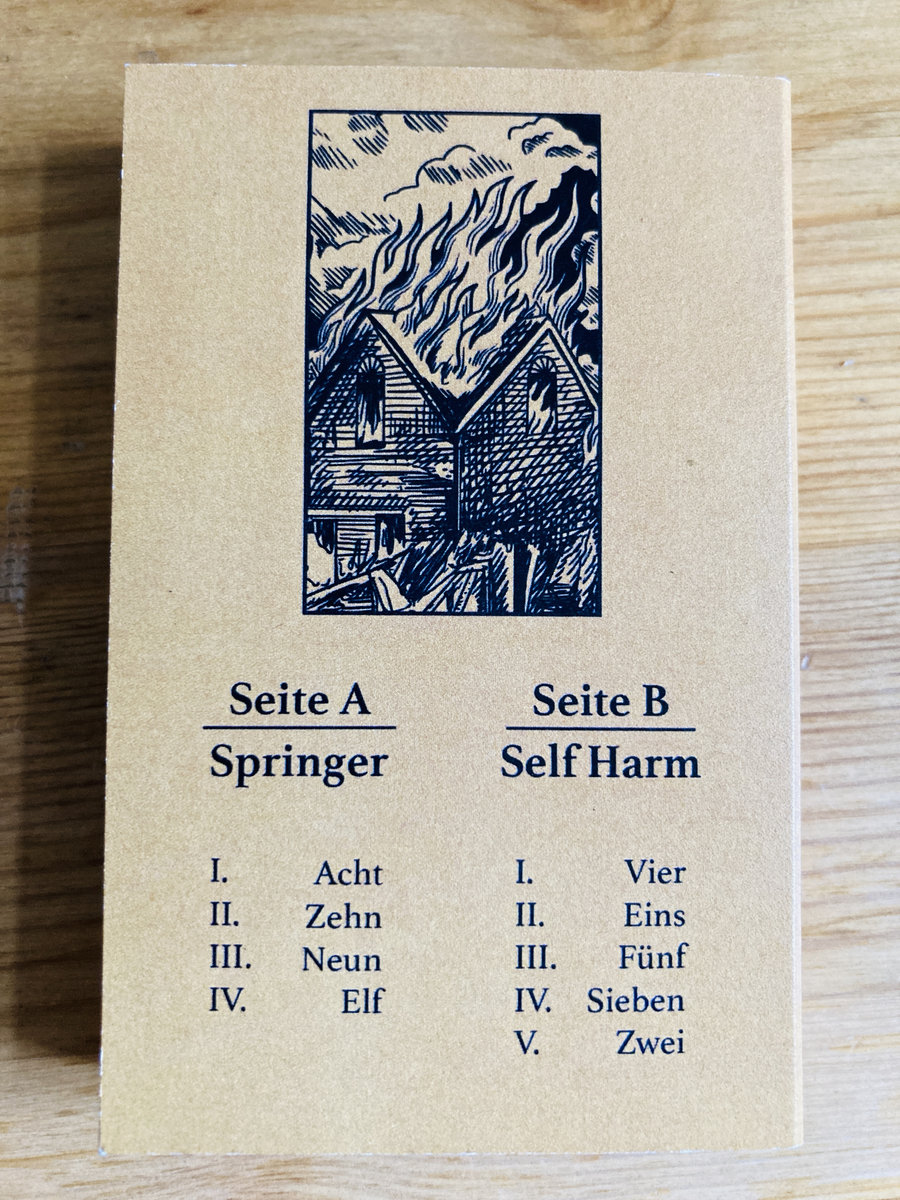 Seite A
Springer
I. Acht
II. Zehn
III. Neun
IV. Elf
Seite B
Self Harm
I. Vier
II. Eins
III. Fünf
IV. Sieben
V. Zwei